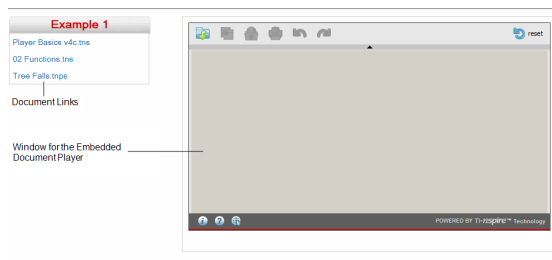 Example 1
Player Basics v4c.tns
02 Functions.tns
Tree Falls.tnps
Document Links
Window for the Embedded
Document Player
reset
POWERED BY TI-nspire™ Technology